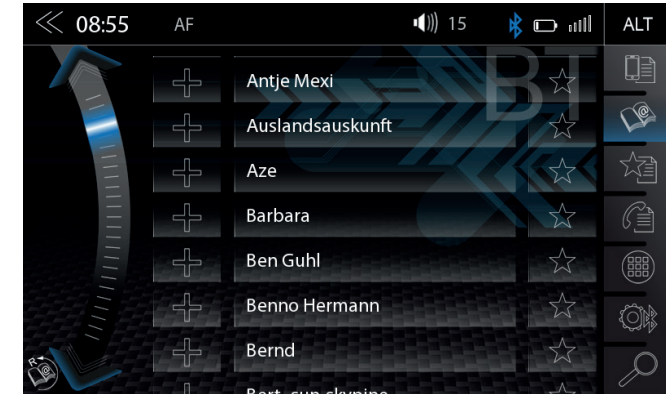 08:55 AF 15 ALT
BT
Antje Mexi
Auslandsauskunft
Aze
Barbara
Ben Guhl
Benno Hermann
Bernd
R